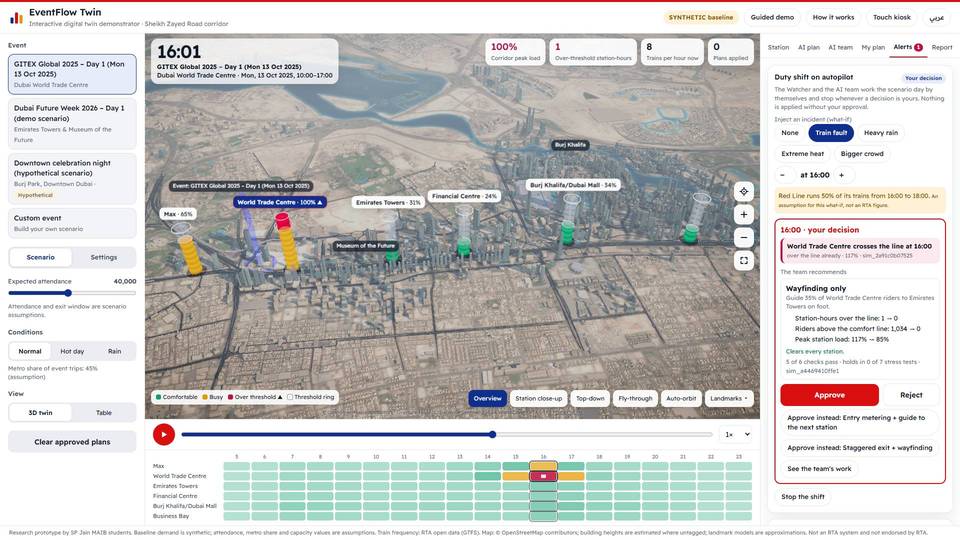 EventFlow Twin
Interactive digital twin demonstrator · Sheikh Zayed Road corridor
SYNTHETIC baseline
Guided demo
How it works
Touch kiosk
عربي
Event
GITEX Global 2025 – Day 1 (Mon
13 Oct 2025)
Dubai World Trade Centre
Dubai Future Week 2026 – Day 1
(demo scenario)
Emirates Towers & Museum of the
Future
Downtown celebration night
(hypothetical scenario)
Burj Park, Downtown Dubai ·
Hypothetical
Custom event
Build your own scenario
Scenario
Settings
Expected attendance
40,000
Attendance and exit window are scenario
assumptions.
Conditions
Normal
Hot day
Rain
Metro share of event trips: 45%
(assumption)
View
3D twin
Table
Clear approved plans
16:01
GITEX Global 2025 – Day 1 (Mon 13 Oct 2025)
Dubai World Trade Centre · Mon, 13 Oct 2025, 10:00–17:00
100%
Corridor peak load
1
Over-threshold station-hours
8
Trains per hour now
0
Plans applied
Burj Khalifa
Event: GITEX Global 2025 – Day 1 (Mon 13 Oct 2025)
Burj Khalifa/Dubai Mall · 34%
Financial Centre · 24%
World Trade Centre · 100% ▲
Emirates Towers · 31%
Max · 65%
Museum of the Future
Comfortable
Busy
Over threshold ▲
Threshold ring
Overview
Station close-up
Top-down
Fly-through
Auto-orbit
Landmarks
1×
5 6 7 8 9 10 11 12 13 14 15 16 17 18 19 20 21 22 23
Max
World Trade Centre
Emirates Towers
Financial Centre
Burj Khalifa/Dubai Mall
Business Bay
Station
AI plan
AI team
My plan
Alerts 1
Report
Duty shift on autopilot
Your decision
The Watcher and the AI team work the scenario day by
themselves and stop whenever a decision is yours. Nothing
is applied without your approval.
Inject an incident (what-if)
None
Train fault
Heavy rain
Extreme heat
Bigger crowd
− at 16:00 +
Red Line runs 50% of its trains from 16:00 to 18:00. An
assumption for this what-if, not an RTA figure.
16:00 · your decision
World Trade Centre crosses the line at 16:00
over the line already · 117% · sim_2a91c0b07525
The team recommends
Wayfinding only
Guide 35% of World Trade Centre riders to Emirates
Towers on foot.
Station-hours over the line: 1 → 0
Riders above the comfort line: 1,034 → 0
Peak station load: 117% → 85%
Clears every station.
5 of 6 checks pass · holds in 0 of 7 stress tests ·
sim_a4469410ffe1
Approve
Reject
Approve instead: Entry metering + guide to
the next station
Approve instead: Staggered exit + wayfinding
See the team's work
Stop the shift
Research prototype by SP Jain MAIB students. Baseline demand is synthetic; attendance, metro share and capacity values are assumptions. Train frequency: RTA open data (GTFS). Map: © OpenStreetMap contributors; building heights are estimated where untagged; landmark models are approximations. Not an RTA system and not endorsed by RTA.